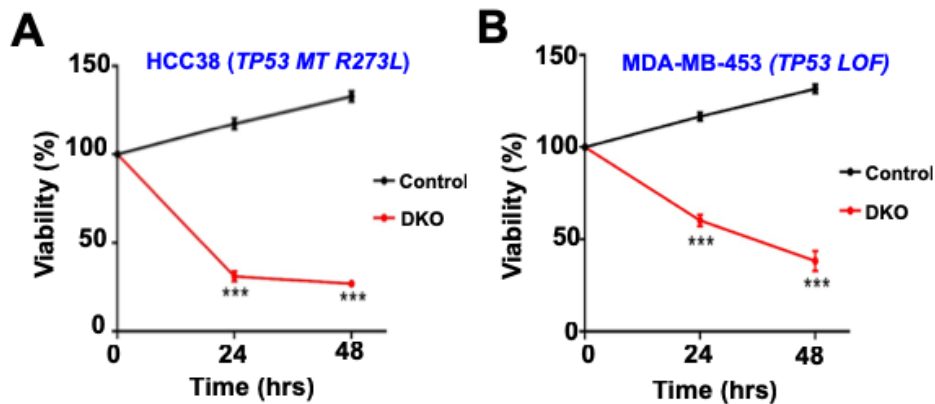 A
HCC38 (TP53 MT R273L)
150
100
50
0
Viability (%)
0 24 48
Time (hrs)
Control
DKO
***
***
B
MDA-MB-453 (TP53 LOF)
150
100
50
0
Viability (%)
0 24 48
Time (hrs)
Control
DKO
***
***